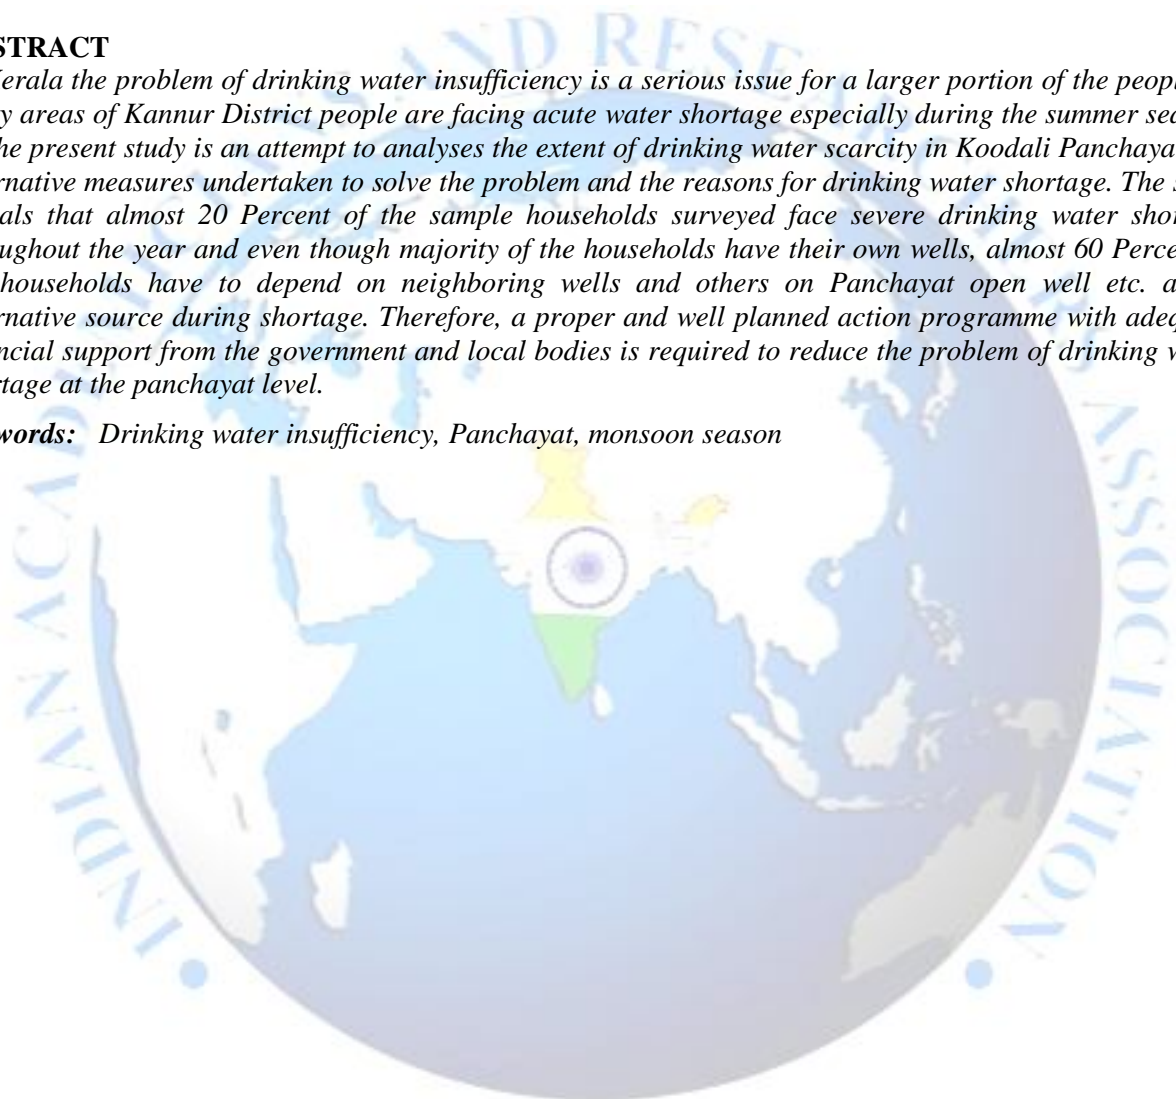 STRACT
erala the problem of drinking water insufficiency is a serious issue for a larger portion of the peopl
y areas of Kannur District people are facing acute water shortage especially during the summer sea
he present study is an attempt to analyses the extent of drinking water scarcity in Koodali Panchaya
rnative measures undertaken to solve the problem and the reasons for drinking water shortage. The s
als that almost 20 Percent of the sample households surveyed face severe drinking water shor
ughout the year and even though majority of the households have their own wells, almost 60 Perce
households have to depend on neighboring wells and others on Panchayat open well etc. a
rnative source during shortage. Therefore, a proper and well planned action programme with adeq
ncial support from the government and local bodies is required to reduce the problem of drinking w
rtage at the panchayat level.
words: Drinking water insufficiency, Panchayat, monsoon season
INDIAN ACADEMICIANS AND RESEARCHERS ASSOCIATION